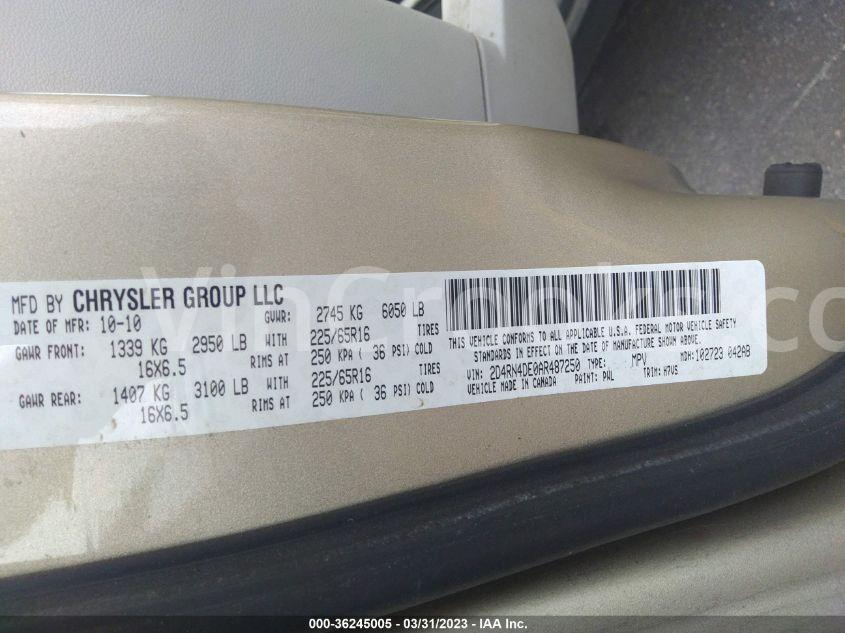 MFD BY CHRYSLER GROUP LLC
DATE OF MFR: 10-10 GVWR: 2745 KG 6050 LB
GAWR FRONT: 1339 KG 2950 LB WITH 225/65R16 TIRES
16X6.5 RIMS AT 250 KPA ( 36 PSI) COLD
GAWR REAR: 1407 KG 3100 LB WITH 225/65R16 TIRES
16X6.5 RIMS AT 250 KPA ( 36 PSI) COLD
THIS VEHICLE CONFORMS TO ALL APPLICABLE U.S.A. FEDERAL MOTOR VEHICLE SAFETY
STANDARDS IN EFFECT ON THE DATE OF MANUFACTURE SHOWN ABOVE.
VIN: 2D4RN4DE0AR487250 TYPE: MPV MDH: 102723 042AB
VEHICLE MADE IN CANADA PAINT: PWL TRIM: M7US
000-36245005 - 03/31/2023 - IAA Inc.